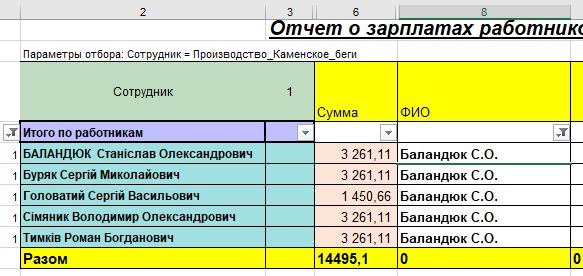 2 3 6 8
Отчет о зарплатах работнико
Параметры отбора: Сотрудник = Производство_Каменское_беги
Сотрудник 1 Сумма ФИО
Итого по работникам
1 БАЛАНДЮК Станіслав Олександрович 3 261,11 Баландюк С.О.
1 Буряк Сергій Миколайович 3 261,11 Баландюк С.О.
1 Головатий Сергій Васильович 1 450,66 Баландюк С.О.
1 Сімяник Володимир Олександрович 3 261,11 Баландюк С.О.
1 Тимків Роман Богданович 3 261,11 Баландюк С.О.
Разом 14495,1 0 0